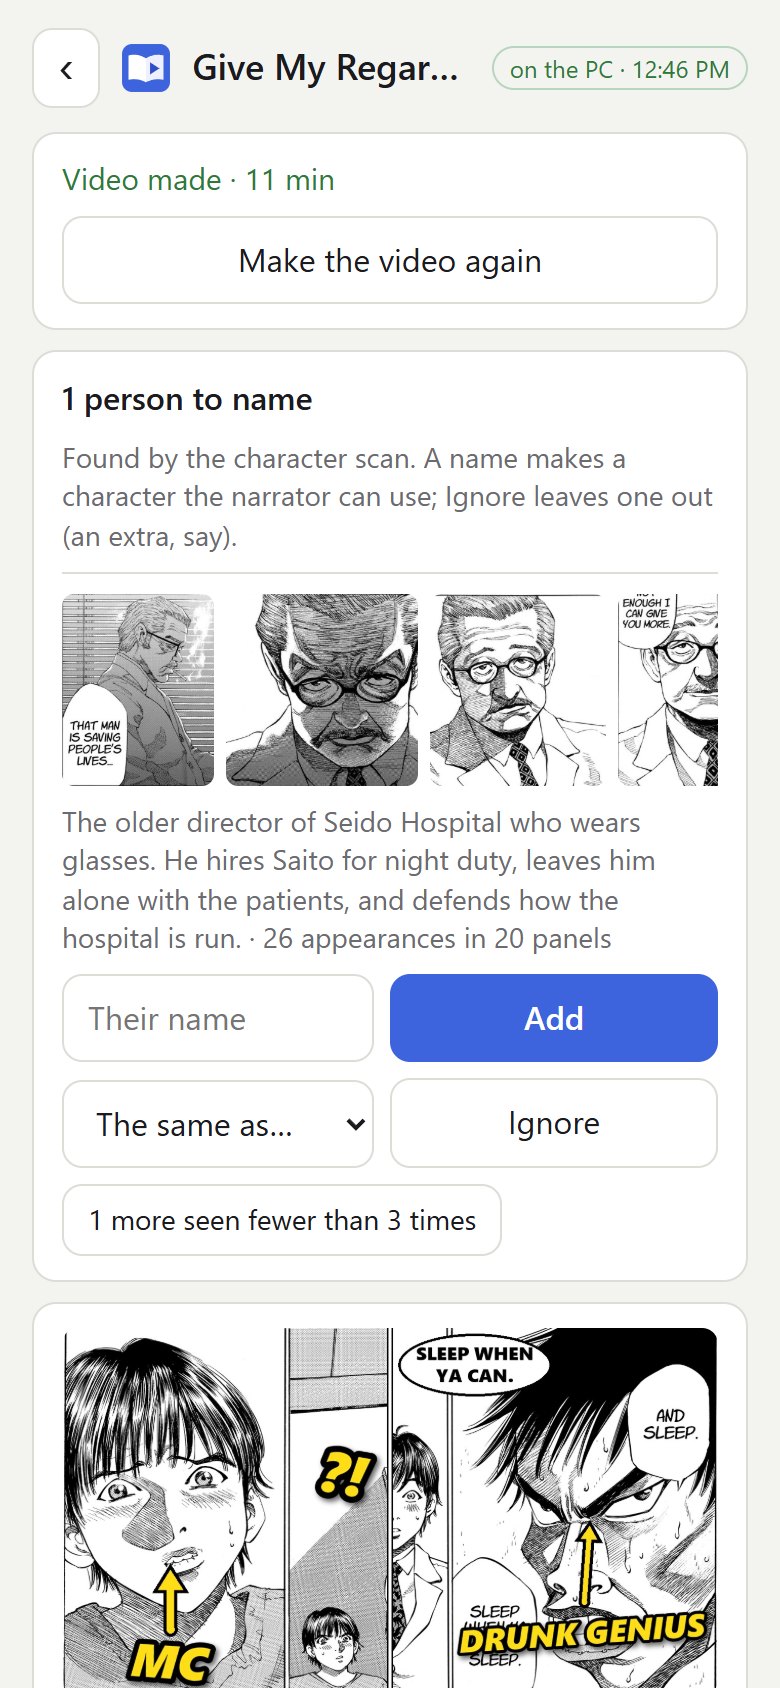 Give My Regar...
on the PC · 12:46 PM
Video made · 11 min
Make the video again
1 person to name
Found by the character scan. A name makes a
character the narrator can use; Ignore leaves one out
(an extra, say).
THAT MAN
IS SAVING
PEOPLE'S
LIVES...
ENOUGH I
CAN GIVE
YOU MORE.
The older director of Seido Hospital who wears
glasses. He hires Saito for night duty, leaves him
alone with the patients, and defends how the
hospital is run. · 26 appearances in 20 panels
Their name
Add
The same as...
Ignore
1 more seen fewer than 3 times
SLEEP WHEN
YA CAN.
AND
SLEEP.
?!
SLEEP
SLEEP.
MC
DRUNK GENIUS